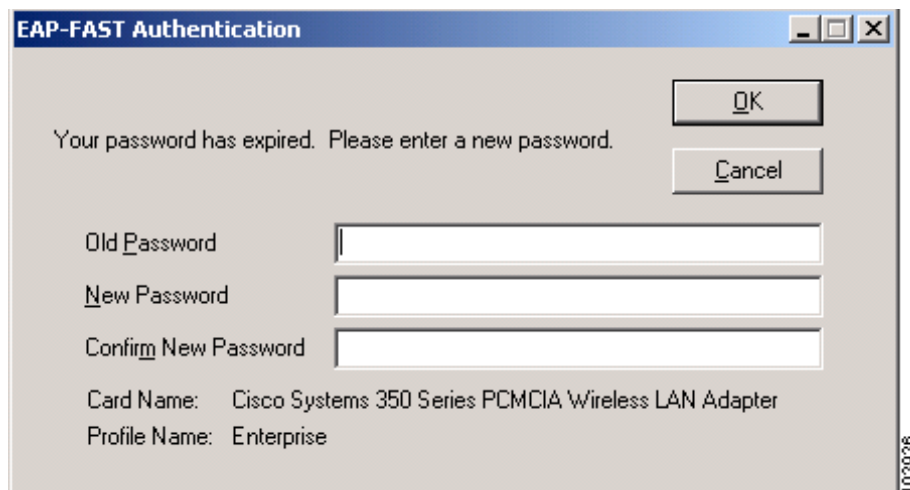 EAP-FAST Authentication
OK
Your password has expired. Please enter a new password.
Cancel
Old Password
New Password
Confirm New Password
Card Name: Cisco Systems 350 Series PCMCIA Wireless LAN Adapter
Profile Name: Enterprise